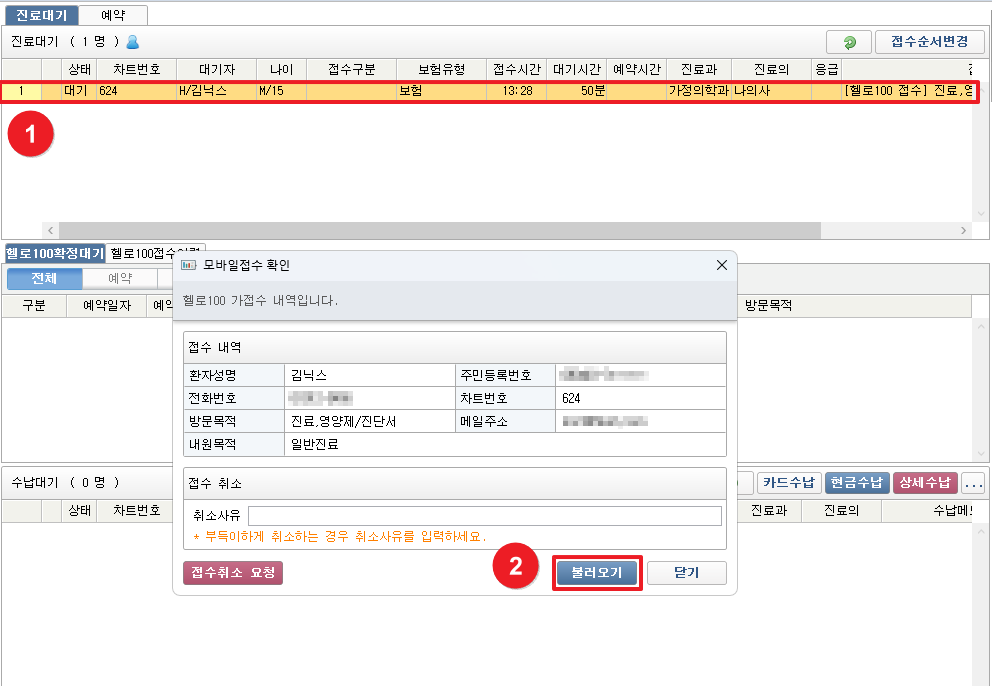 진료대기 예약
진료대기 ( 1 명 ) 접수순서변경
상태 차트번호 대기자 나이 접수구분 보험유형 접수시간 대기시간 예약시간 진료과 진료의 응급
1 대기 624 H/김닉스 M/15 보험 13:28 50분 가정의학과 나의사 [헬로100 접수] 진료,영
1
헬로100확정대기 헬로100접수이력
전체 예약
구분 예약일자 예약 방문목적
모바일접수 확인
헬로100 가접수 내역입니다.
접수 내역
환자성명 김닉스 주민등록번호
전화번호 차트번호 624
방문목적 진료,영양제/진단서 메일주소
내원목적 일반진료
접수 취소
취소사유
* 부득이하게 취소하는 경우 취소사유를 입력하세요.
접수취소 요청 2 불러오기 닫기
수납대기 ( 0 명 ) 카드수납 현금수납 상세수납 ...
상태 차트번호 진료과 진료의 수납메모